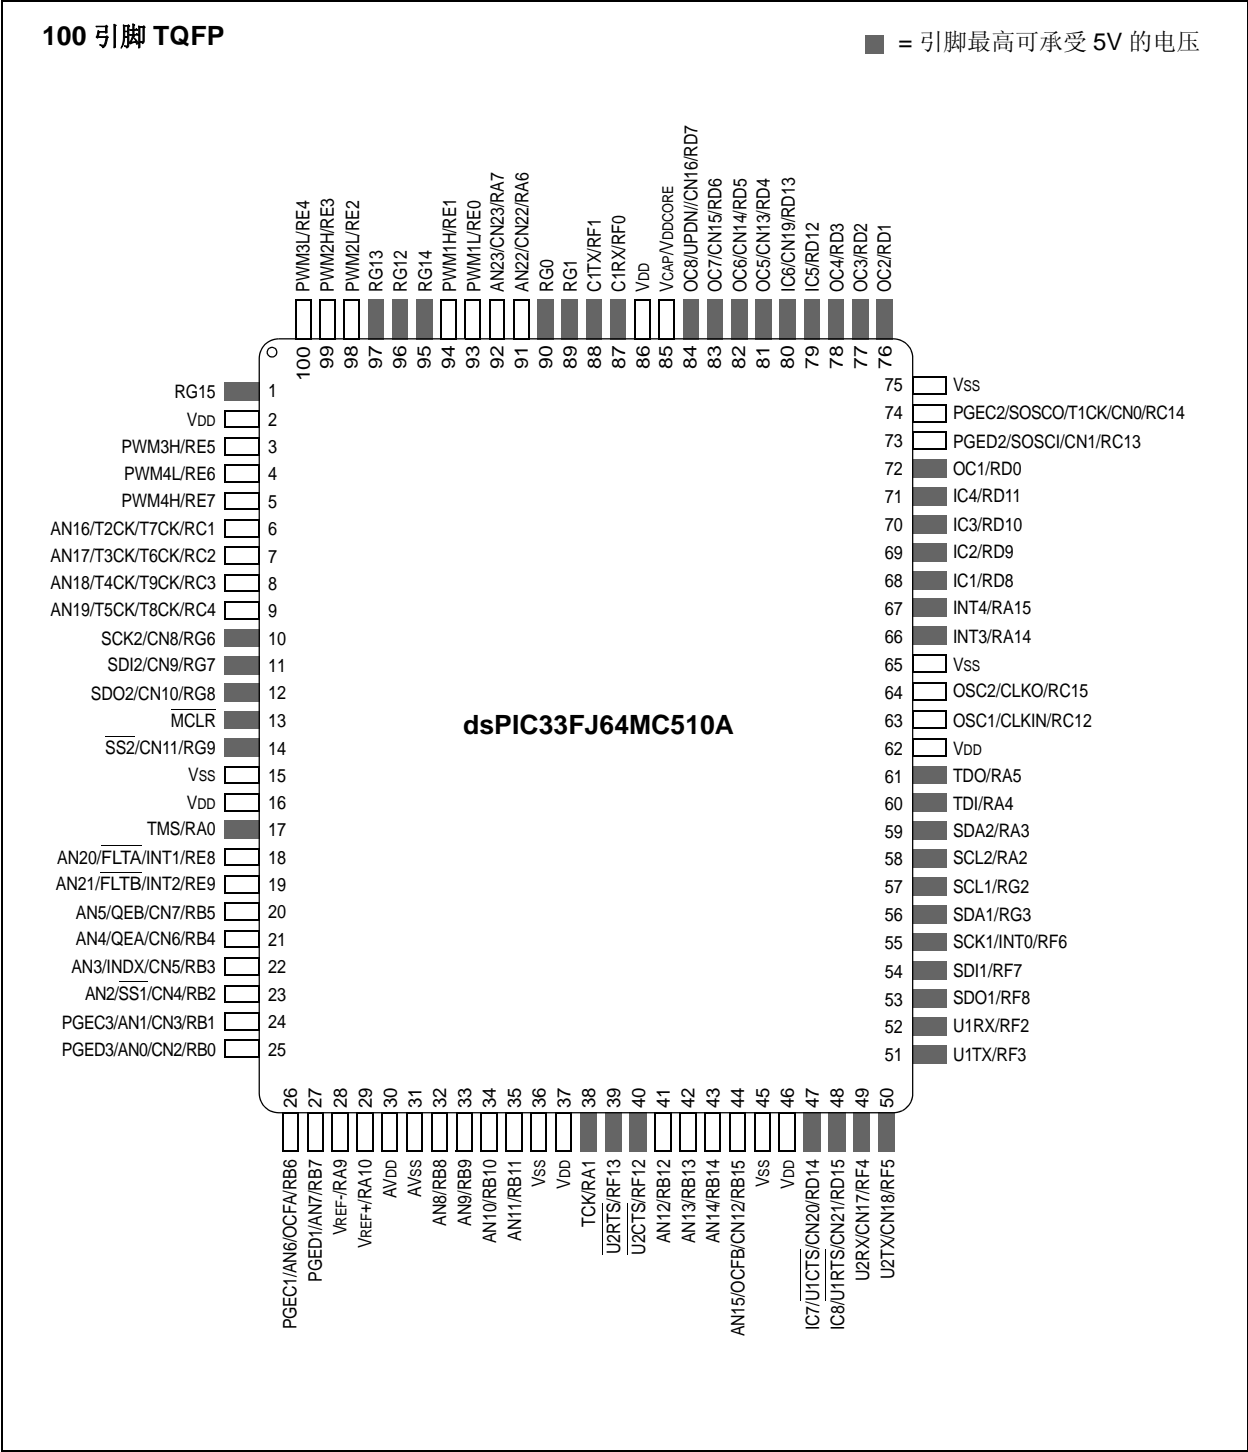 100 引脚 TQFP
= 引脚最高可承受 5V 的电压
PWM3L/RE4
PWM2H/RE3
PWM2L/RE2
RG13
RG12
RG14
PWM1H/RE1
PWM1L/RE0
AN23/CN23/RA7
AN22/CN22/RA6
RG0
RG1
C1TX/RF1
C1RX/RF0
VDD
VCAP/VDDCORE
OC8/UPDN//CN16/RD7
OC7/CN15/RD6
OC6/CN14/RD5
OC5/CN13/RD4
IC6/CN19/RD13
IC5/RD12
OC4/RD3
OC3/RD2
OC2/RD1
100
99
98
97
96
95
94
93
92
91
90
89
88
87
86
85
84
83
82
81
80
79
78
77
76
RG15 1
VDD 2
PWM3H/RE5 3
PWM4L/RE6 4
PWM4H/RE7 5
AN16/T2CK/T7CK/RC1 6
AN17/T3CK/T6CK/RC2 7
AN18/T4CK/T9CK/RC3 8
AN19/T5CK/T8CK/RC4 9
SCK2/CN8/RG6 10
SDI2/CN9/RG7 11
SDO2/CN10/RG8 12
MCLR 13
SS2/CN11/RG9 14
VSS 15
VDD 16
TMS/RA0 17
AN20/FLTA/INT1/RE8 18
AN21/FLTB/INT2/RE9 19
AN5/QEB/CN7/RB5 20
AN4/QEA/CN6/RB4 21
AN3/INDX/CN5/RB3 22
AN2/SS1/CN4/RB2 23
PGEC3/AN1/CN3/RB1 24
PGED3/AN0/CN2/RB0 25
dsPIC33FJ64MC510A
75 VSS
74 PGEC2/SOSCO/T1CK/CN0/RC14
73 PGED2/SOSCI/CN1/RC13
72 OC1/RD0
71 IC4/RD11
70 IC3/RD10
69 IC2/RD9
68 IC1/RD8
67 INT4/RA15
66 INT3/RA14
65 VSS
64 OSC2/CLKO/RC15
63 OSC1/CLKIN/RC12
62 VDD
61 TDO/RA5
60 TDI/RA4
59 SDA2/RA3
58 SCL2/RA2
57 SCL1/RG2
56 SDA1/RG3
55 SCK1/INT0/RF6
54 SDI1/RF7
53 SDO1/RF8
52 U1RX/RF2
51 U1TX/RF3
26
27
28
29
30
31
32
33
34
35
36
37
38
39
40
41
42
43
44
45
46
47
48
49
50
PGEC1/AN6/OCFA/RB6
PGED1/AN7/RB7
VREF-/RA9
VREF+/RA10
AVDD
AVSS
AN8/RB8
AN9/RB9
AN10/RB10
AN11/RB11
VSS
VDD
TCK/RA1
U2RTS/RF13
U2CTS/RF12
AN12/RB12
AN13/RB13
AN14/RB14
AN15/OCFB/CN12/RB15
VSS
VDD
IC7/U1CTS/CN20/RD14
IC8/U1RTS/CN21/RD15
U2RX/CN17/RF4
U2TX/CN18/RF5